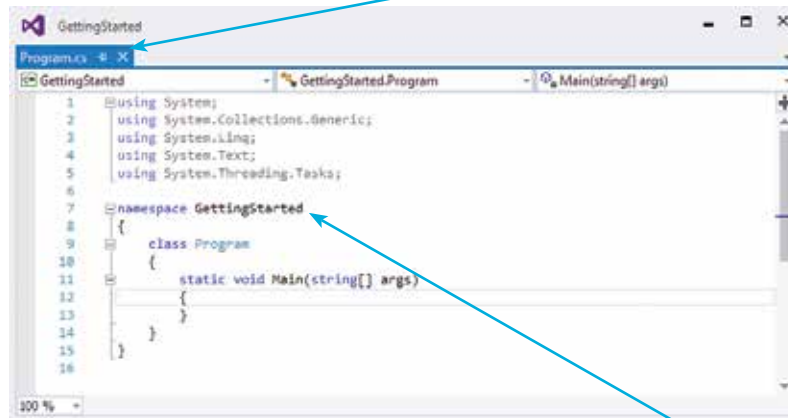 GettingStarted
Program.cs
GettingStarted GettingStarted.Program Main(string[] args)
1 using System;
2 using System.Collections.Generic;
3 using System.Linq;
4 using System.Text;
5 using System.Threading.Tasks;
6
7 namespace GettingStarted
8 {
9 class Program
10 {
11 static void Main(string[] args)
12 {
13 }
14 }
15 }
16
100 %